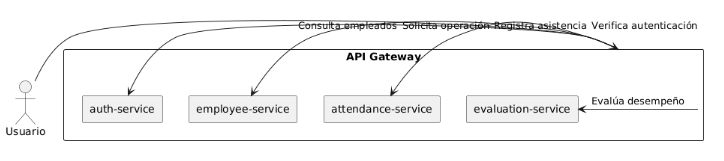 Consulta empleados Solicita operación Registra asistencia Verifica autenticación
API Gateway
auth-service
employee-service
attendance-service
evaluation-service
Evalúa desempeño
Usuario